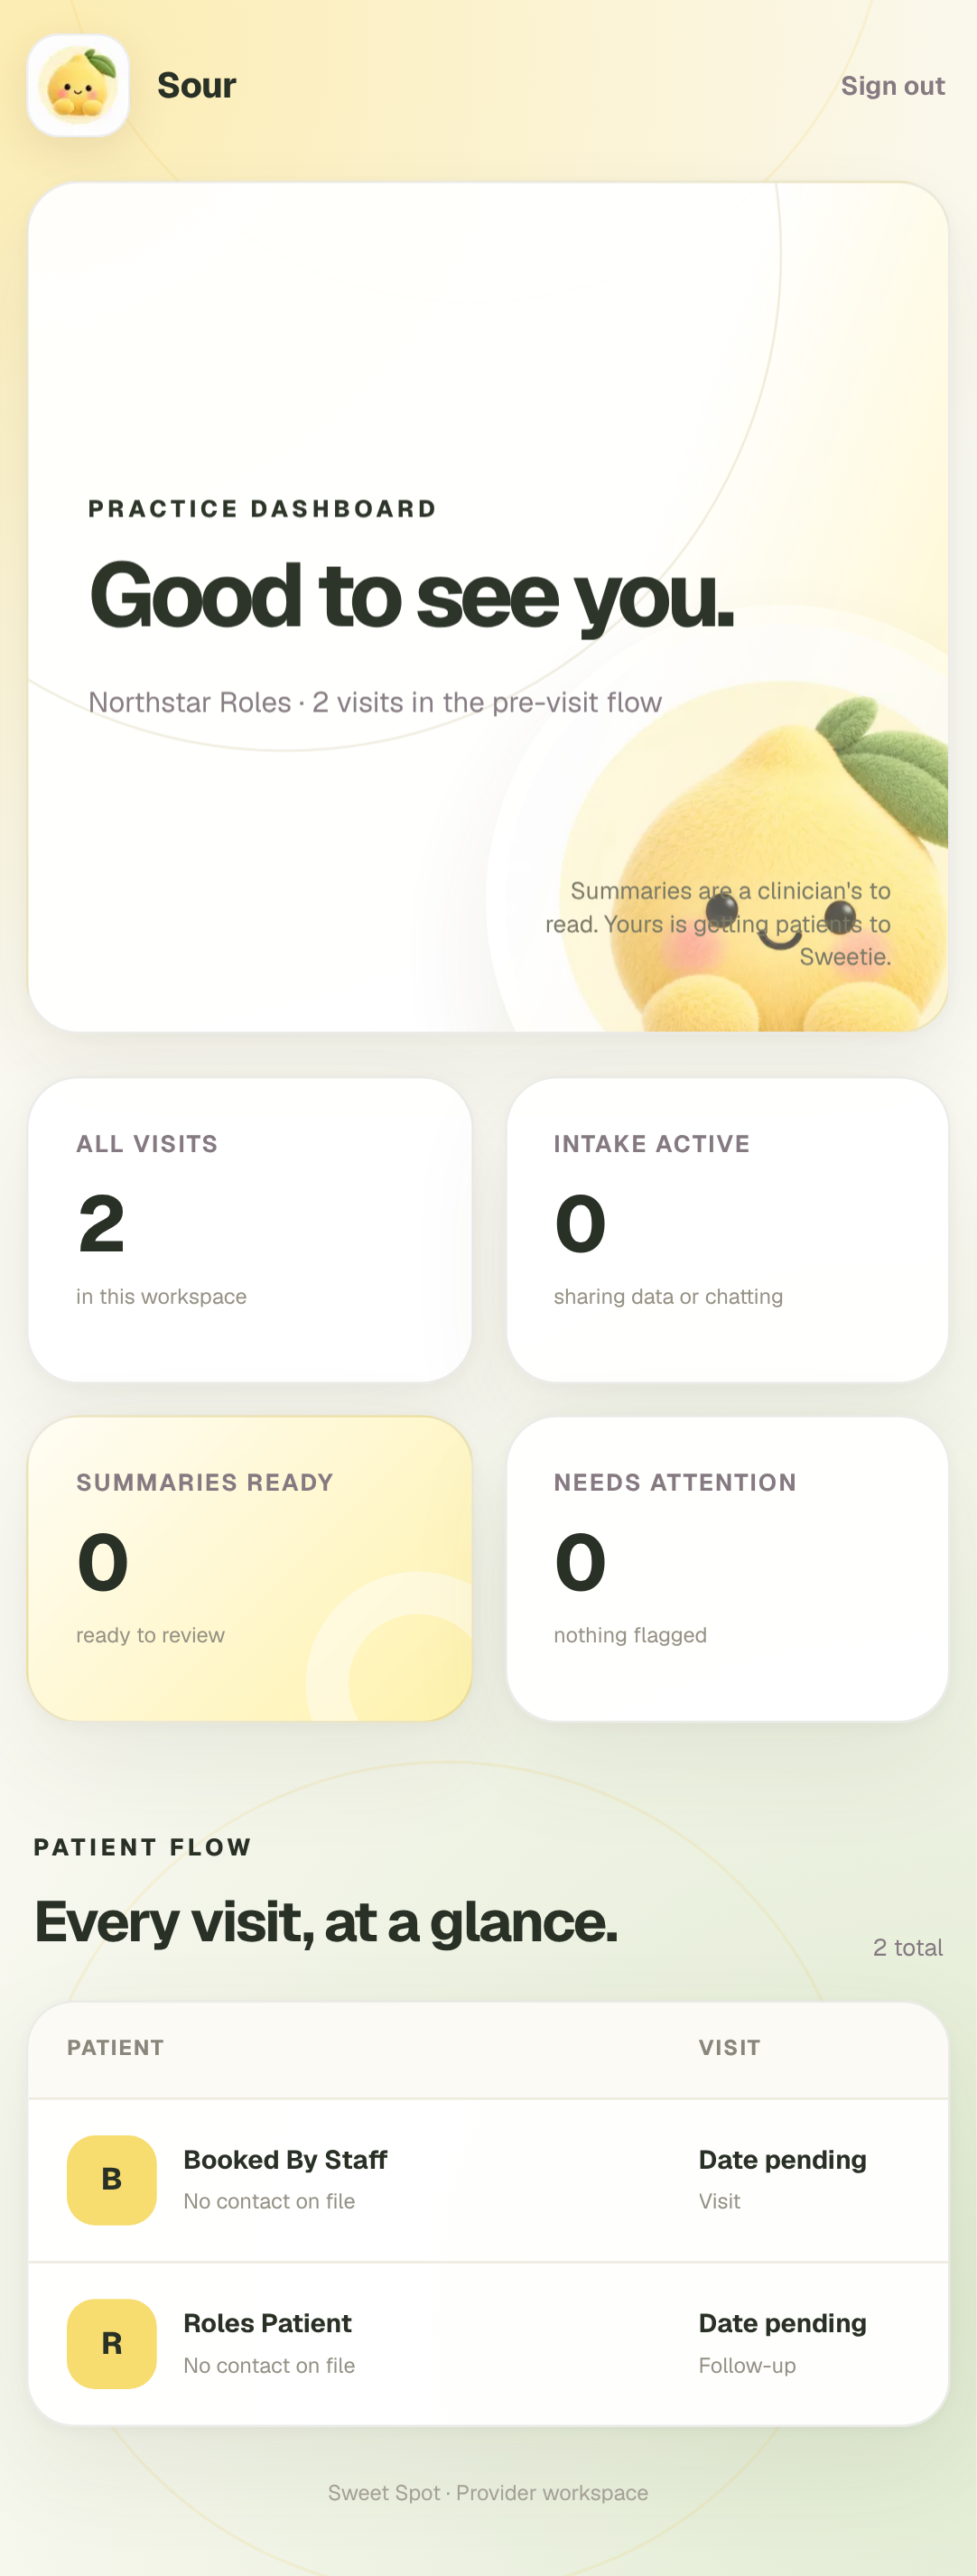 Sour
Sign out
PRACTICE DASHBOARD
Good to see you.
Northstar Roles · 2 visits in the pre-visit flow
Summaries are a clinician's to
read. Yours is getting patients to
Sweetie.
ALL VISITS
2
in this workspace
INTAKE ACTIVE
0
sharing data or chatting
SUMMARIES READY
0
ready to review
NEEDS ATTENTION
0
nothing flagged
PATIENT FLOW
Every visit, at a glance.
2 total
PATIENT
VISIT
B
Booked By Staff
No contact on file
Date pending
Visit
R
Roles Patient
No contact on file
Date pending
Follow-up
Sweet Spot · Provider workspace